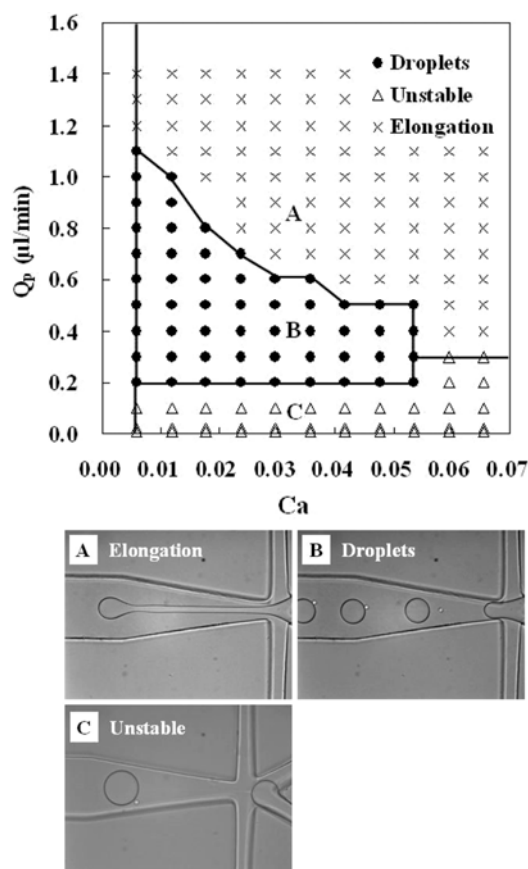 1.6
1.4
1.2
1.0
0.8
0.6
0.4
0.2
0.0
Qp (µl/min)
Droplets
Unstable
Elongation
A
B
C
0.00 0.01 0.02 0.03 0.04 0.05 0.06 0.07
Ca
A Elongation
B Droplets
C Unstable